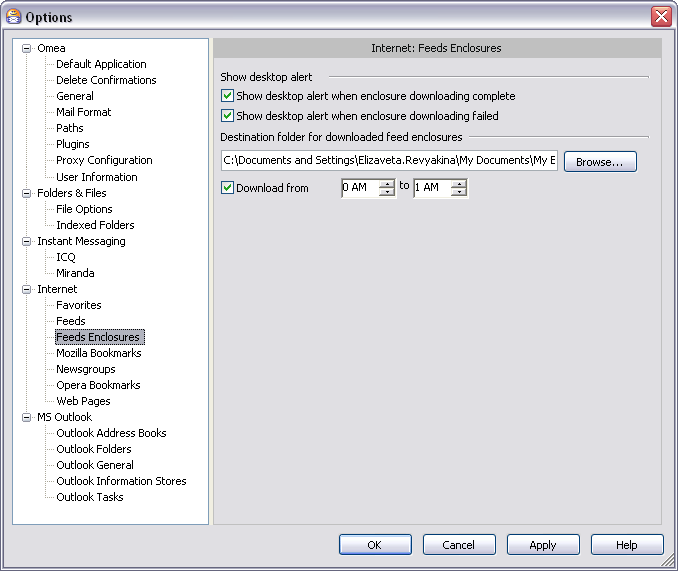 Options
Omea
Default Application
Delete Confirmations
General
Mail Format
Paths
Plugins
Proxy Configuration
User Information
Folders & Files
File Options
Indexed Folders
Instant Messaging
ICQ
Miranda
Internet
Favorites
Feeds
Feeds Enclosures
Mozilla Bookmarks
Newsgroups
Opera Bookmarks
Web Pages
MS Outlook
Outlook Address Books
Outlook Folders
Outlook General
Outlook Information Stores
Outlook Tasks
Internet: Feeds Enclosures
Show desktop alert
Show desktop alert when enclosure downloading complete
Show desktop alert when enclosure downloading failed
Destination folder for downloaded feed enclosures
C:\Documents and Settings\Elizaveta.Revyakina\My Documents\My E
Browse...
Download from 0 AM to 1 AM
OK Cancel Apply Help